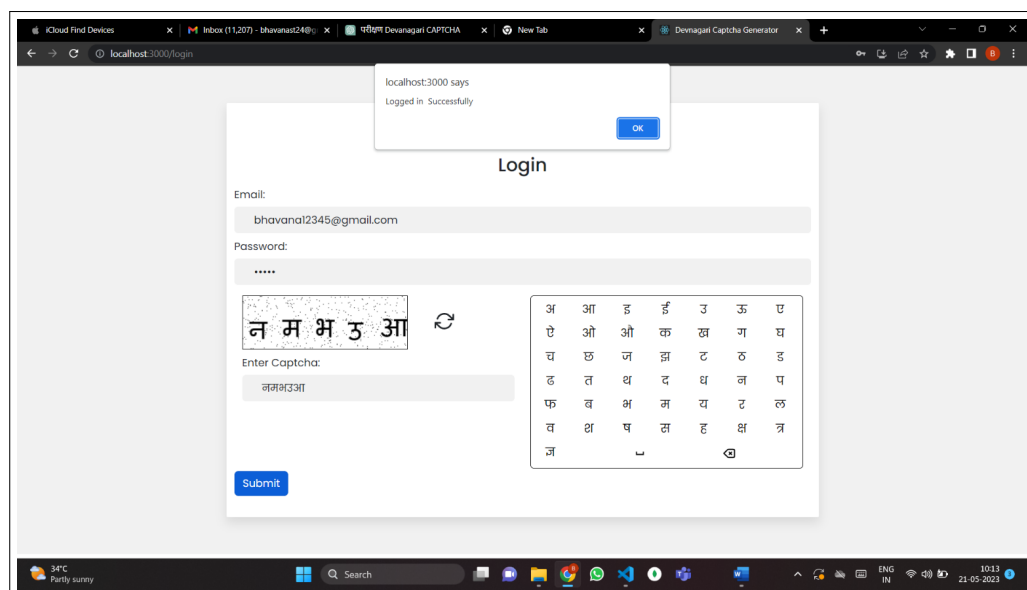 iCloud Find Devices
Inbox (11,207) - bhavanast24@g
परीक्षण Devanagari CAPTCHA
New Tab
Devnagari Captcha Generator
localhost:3000/login
B
localhost:3000 says
Logged in Successfully
OK
Login
Email:
bhavana12345@gmail.com
Password:
•••••
न म भ उ आ
Enter Captcha:
नमभउआ
अ आ इ ई उ ऊ ए
ऐ ओ औ क ख ग घ
च छ ज झ ट ठ ड
ढ त थ द ध न प
फ ब भ म य र ल
व श ष स ह क्ष त्र
ज्ञ
Submit
34°C
Partly sunny
Search
ENG
IN
10:13
21-05-2023